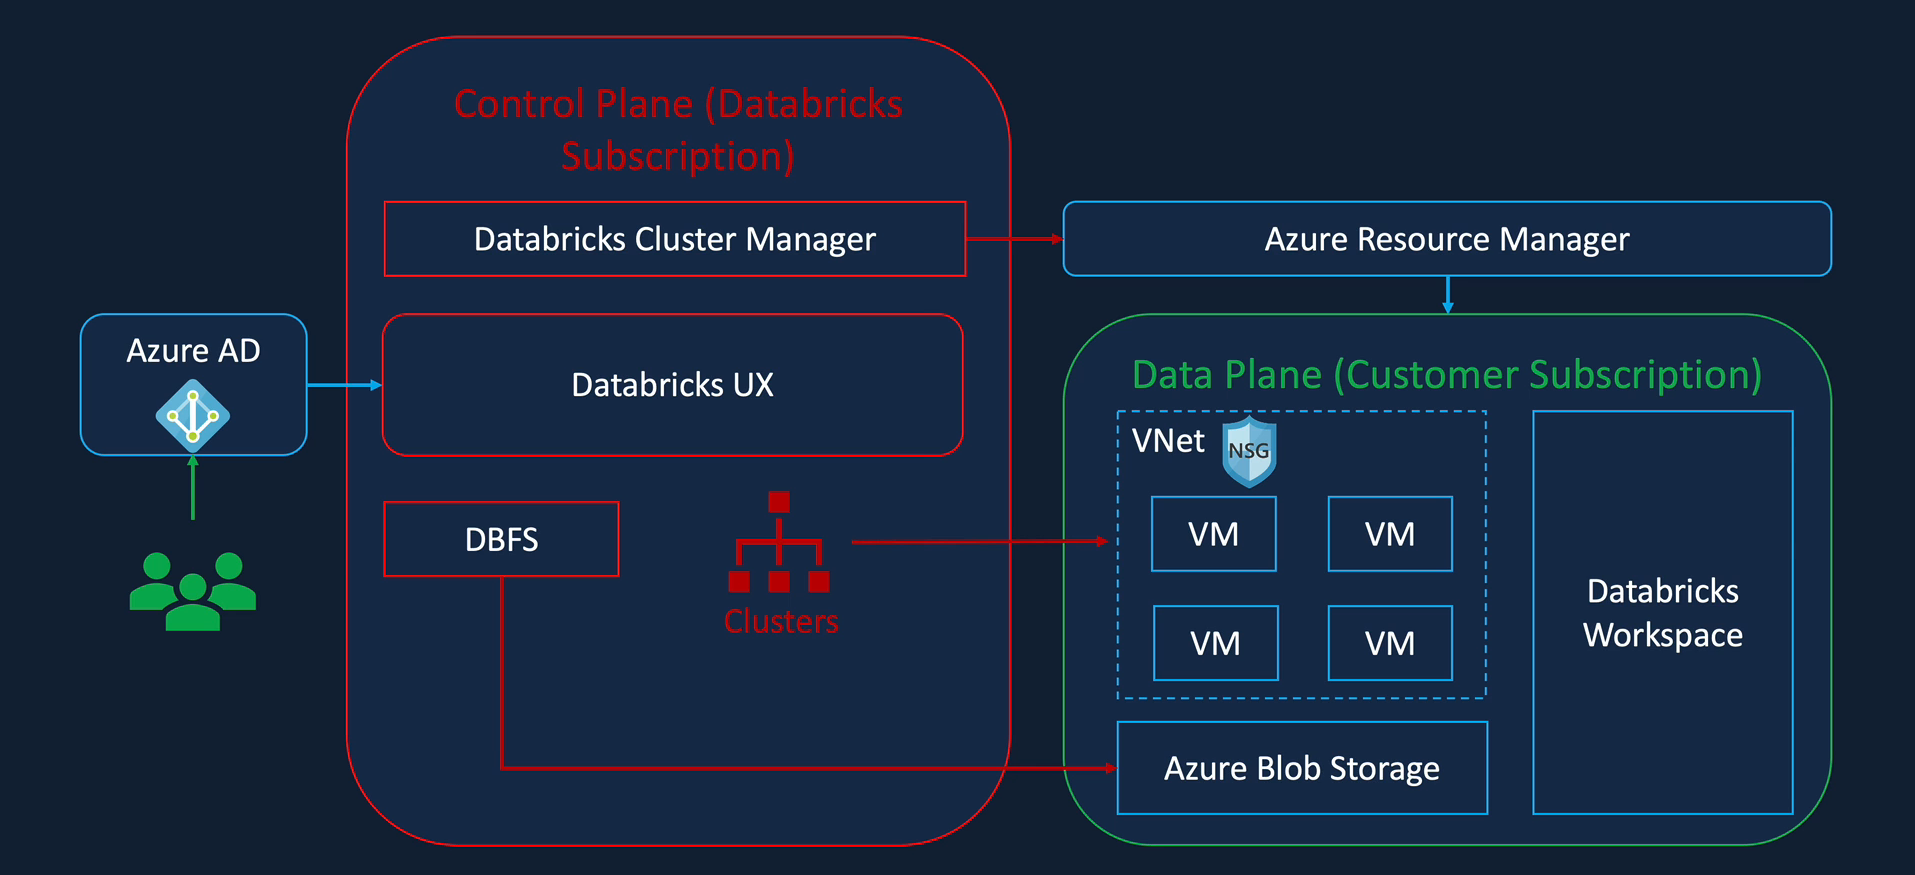 Control Plane (Databricks
Subscription)
Databricks Cluster Manager
Azure Resource Manager
Azure AD
Databricks UX
Data Plane (Customer Subscription)
VNet
NSG
VM
VM
VM
VM
DBFS
Clusters
Databricks
Workspace
Azure Blob Storage